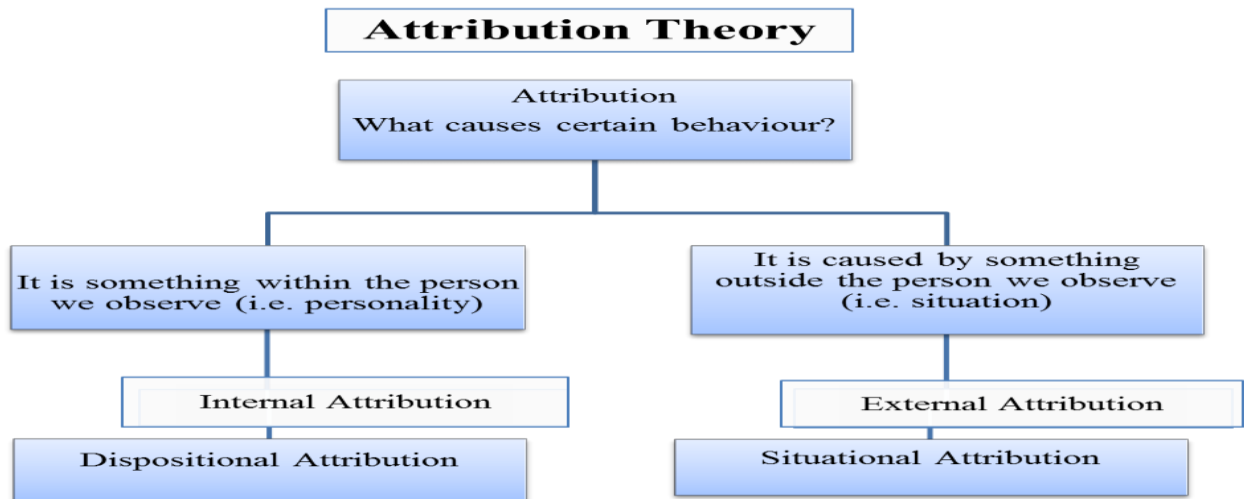 Attribution Theory
Attribution
What causes certain behaviour?
It is something within the person
we observe (i.e. personality)
It is caused by something
outside the person we observe
(i.e. situation)
Internal Attribution
External Attribution
Dispositional Attribution
Situational Attribution